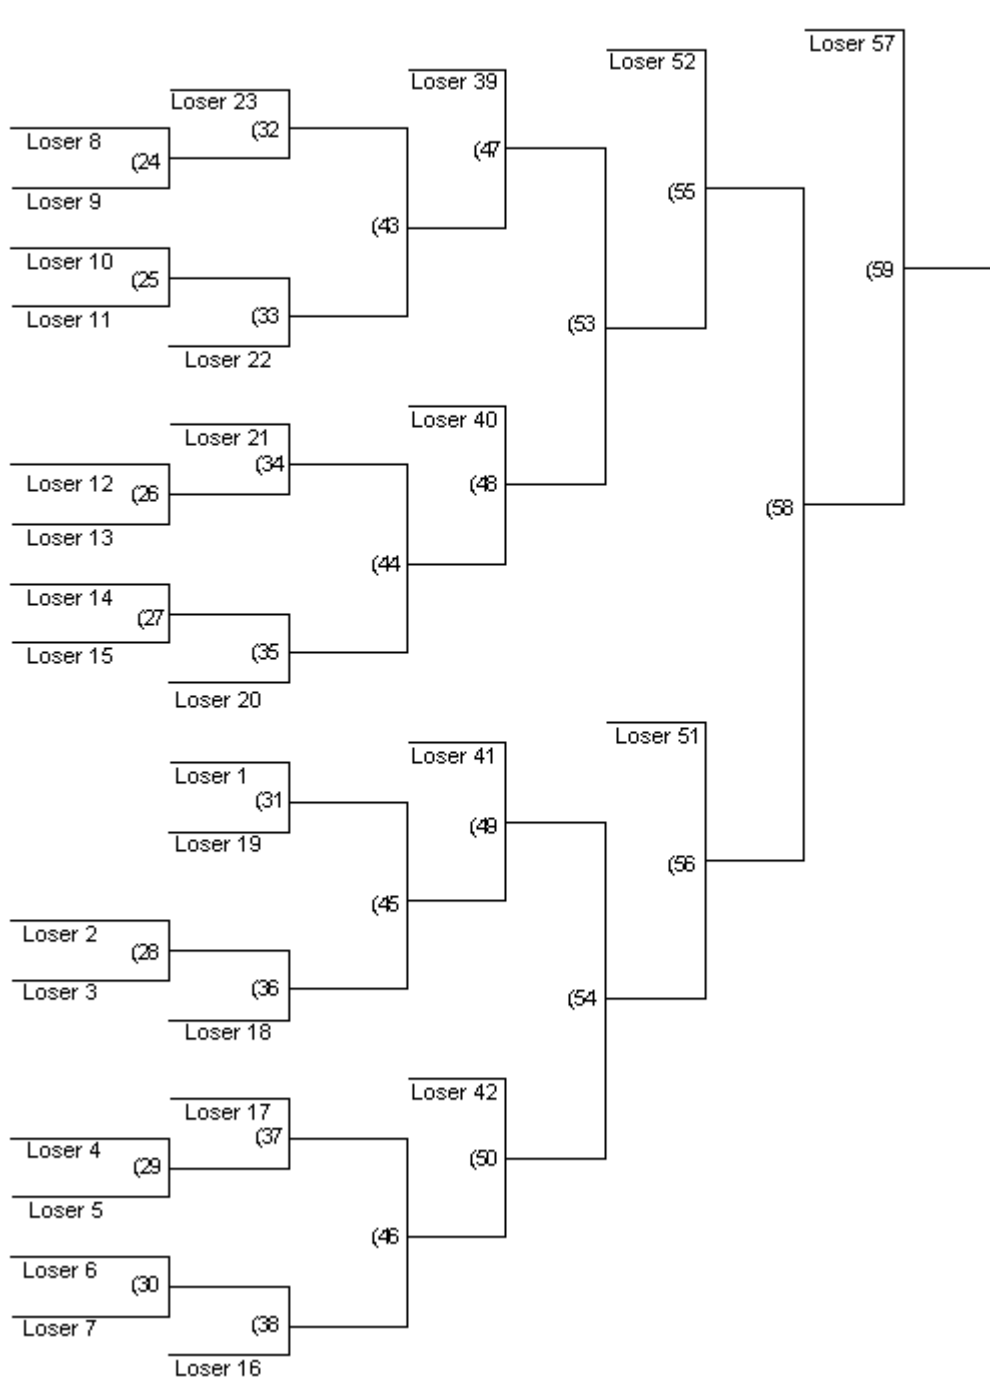 Loser 57
Loser 52
Loser 39
Loser 23
(32
Loser 8
(24
(47
(55
Loser 9
(43
Loser 10
(25
(59
Loser 11
(33
(53
Loser 22
Loser 40
Loser 21
(34
Loser 12
(26
(48
(58
Loser 13
(44
Loser 14
(27
Loser 15
(35
Loser 20
Loser 51
Loser 41
Loser 1
(31
(49
Loser 19
(56
(45
Loser 2
(28
Loser 3
(36
(54
Loser 18
Loser 42
Loser 17
(37
Loser 4
(29
(50
Loser 5
(46
Loser 6
(30
Loser 7
(38
Loser 16